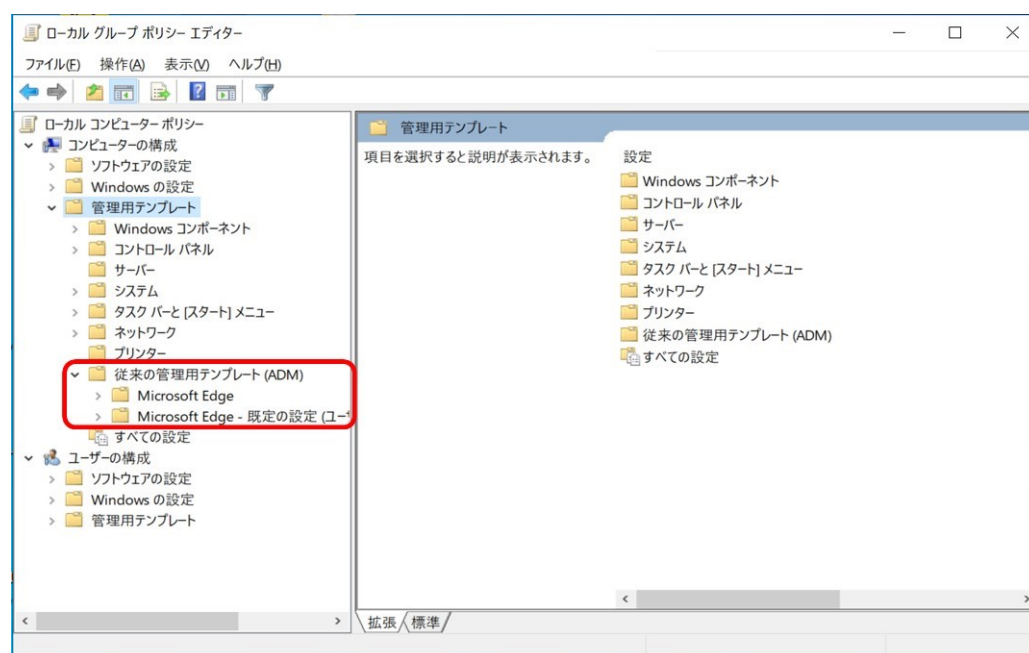 ローカル グループ ポリシー エディター
ファイル(F) 操作(A) 表示(V) ヘルプ(H)
ローカル コンピューター ポリシー
コンピューターの構成
ソフトウェアの設定
Windows の設定
管理用テンプレート
Windows コンポーネント
コントロール パネル
サーバー
システム
タスク バーと [スタート] メニュー
ネットワーク
プリンター
従来の管理用テンプレート (ADM)
Microsoft Edge
Microsoft Edge - 既定の設定 (ユー
すべての設定
ユーザーの構成
ソフトウェアの設定
Windows の設定
管理用テンプレート
管理用テンプレート
項目を選択すると説明が表示されます。
設定
Windows コンポーネント
コントロール パネル
サーバー
システム
タスク バーと [スタート] メニュー
ネットワーク
プリンター
従来の管理用テンプレート (ADM)
すべての設定
拡張 標準